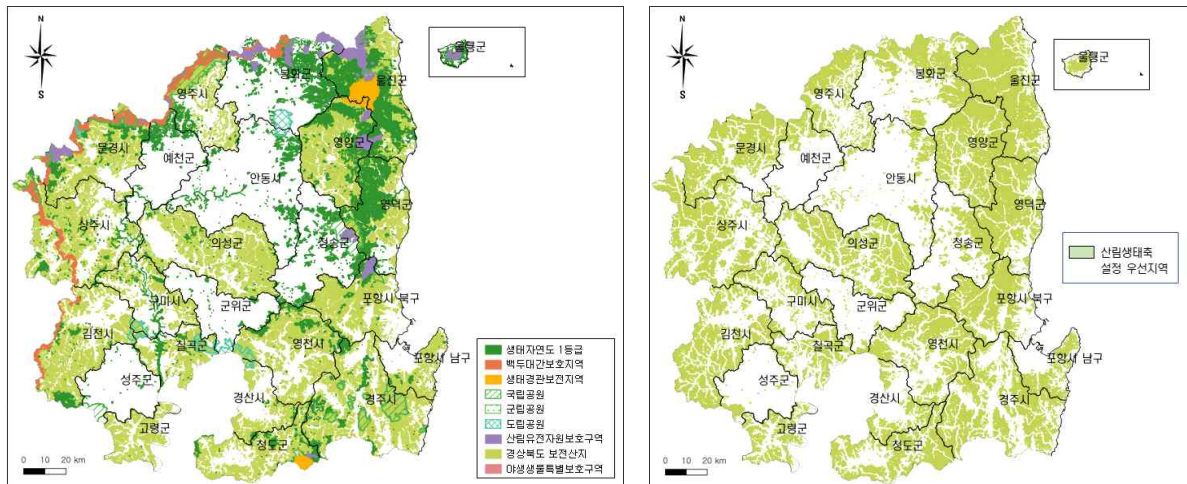 N
S
울릉군
봉화군
울진군
영주시
영양군
문경시
예천군
안동시
영덕군
상주시
의성군
청송군
구미시
군위군
포항시 북구
김천시
칠곡군
영천시
포항시 남구
성주군
경산시
경주시
고령군
청도군
생태자연도 1등급
백두대간보호지역
생태경관보전지역
국립공원
군립공원
도립공원
산림유전자원보호구역
경상북도 보전산지
야생생물특별보호구역
0 10 20 km
N
S
울릉군
봉화군
울진군
영주시
영양군
문경시
예천군
안동시
영덕군
상주시
의성군
청송군
산림생태축
설정 우선지역
구미시
군위군
포항시 북구
김천시
칠곡군
영천시
포항시 남구
성주군
경산시
경주시
고령군
청도군
0 10 20 km